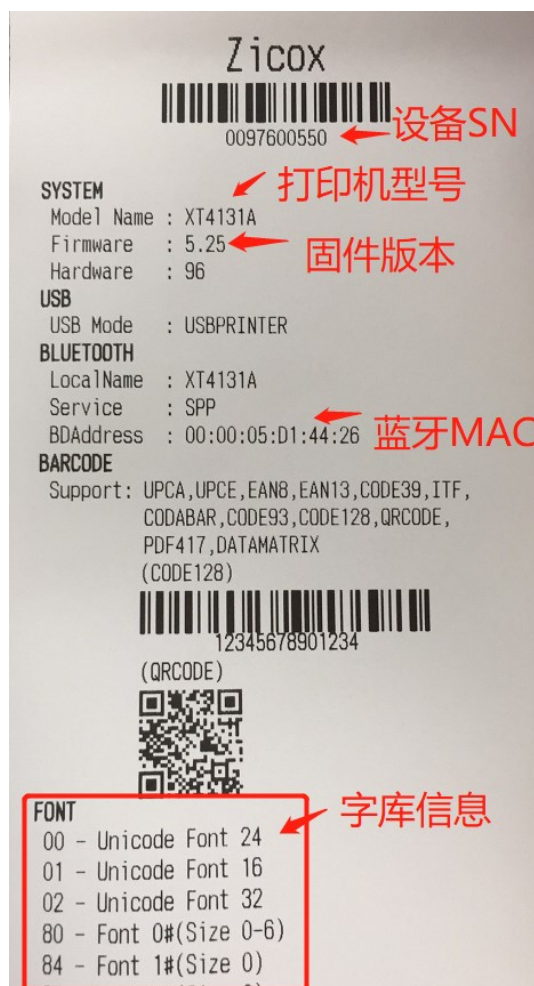 Zicox
0097600550
设备SN
SYSTEM
打印机型号
Model Name : XT4131A
Firmware : 5.25
固件版本
Hardware : 96
USB
USB Mode : USBPRINTER
BLUETOOTH
LocalName : XT4131A
Service : SPP
BDAddress : 00:00:05:D1:44:26
蓝牙MAC
BARCODE
Support: UPCA,UPCE,EAN8,EAN13,CODE39,ITF,
CODABAR,CODE93,CODE128,QRCODE,
PDF417,DATAMATRIX
(CODE128)
12345678901234
(QRCODE)
字库信息
FONT
00 - Unicode Font 24
01 - Unicode Font 16
02 - Unicode Font 32
80 - Font 0#(Size 0-6)
84 - Font 1#(Size 0)